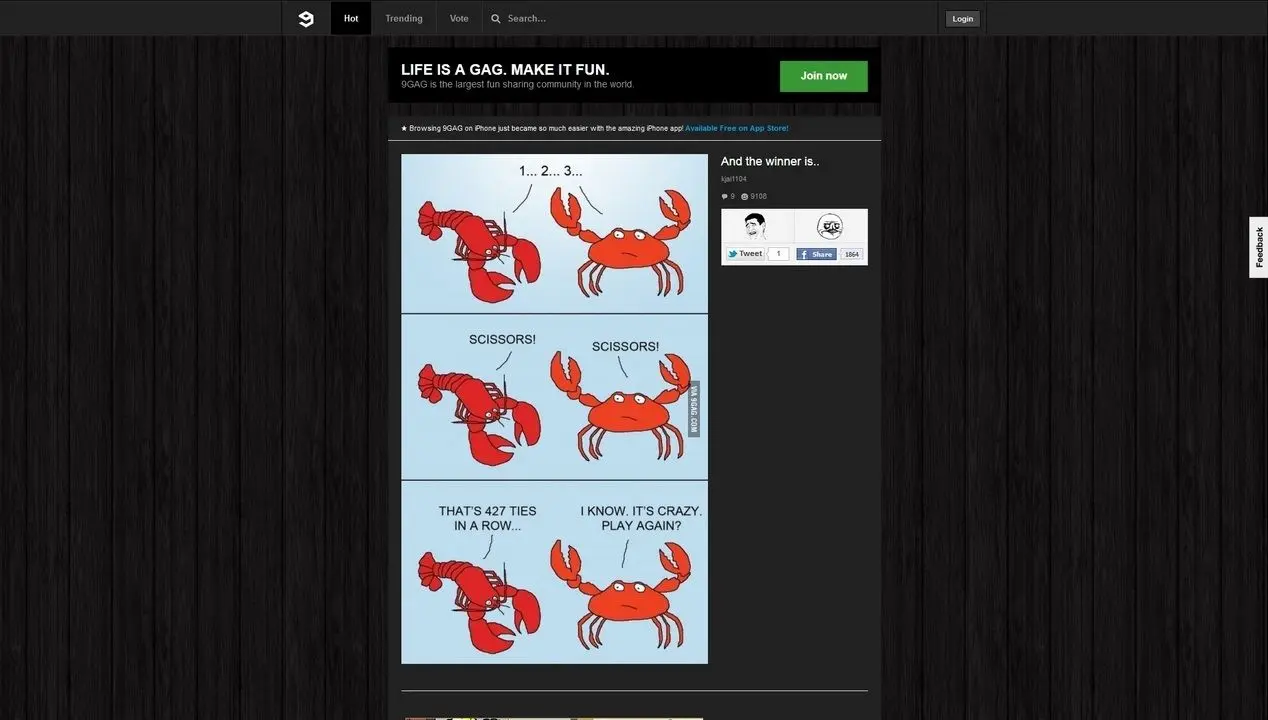 Hot
Trending
Vote
Search...
Login
LIFE IS A GAG. MAKE IT FUN.
9GAG is the largest fun sharing community in the world.
Join now
★ Browsing 9GAG on iPhone just became so much easier with the amazing iPhone app! Available Free on App Store!
1... 2... 3...
SCISSORS!
SCISSORS!
VIA 9GAG.COM
THAT'S 427 TIES
IN A ROW...
I KNOW. IT'S CRAZY.
PLAY AGAIN?
And the winner is..
kjai1104
9 9108
Tweet 1
Share 1864
Feedback